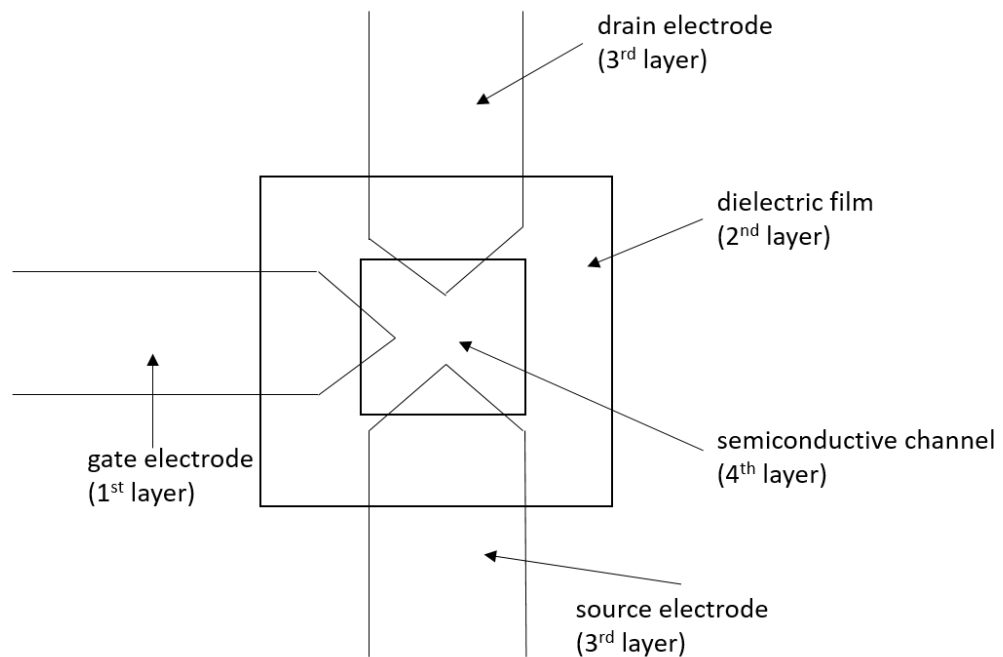 drain electrode
(3rd layer)
dielectric film
(2nd layer)
gate electrode
(1st layer)
semiconductive channel
(4th layer)
source electrode
(3rd layer)